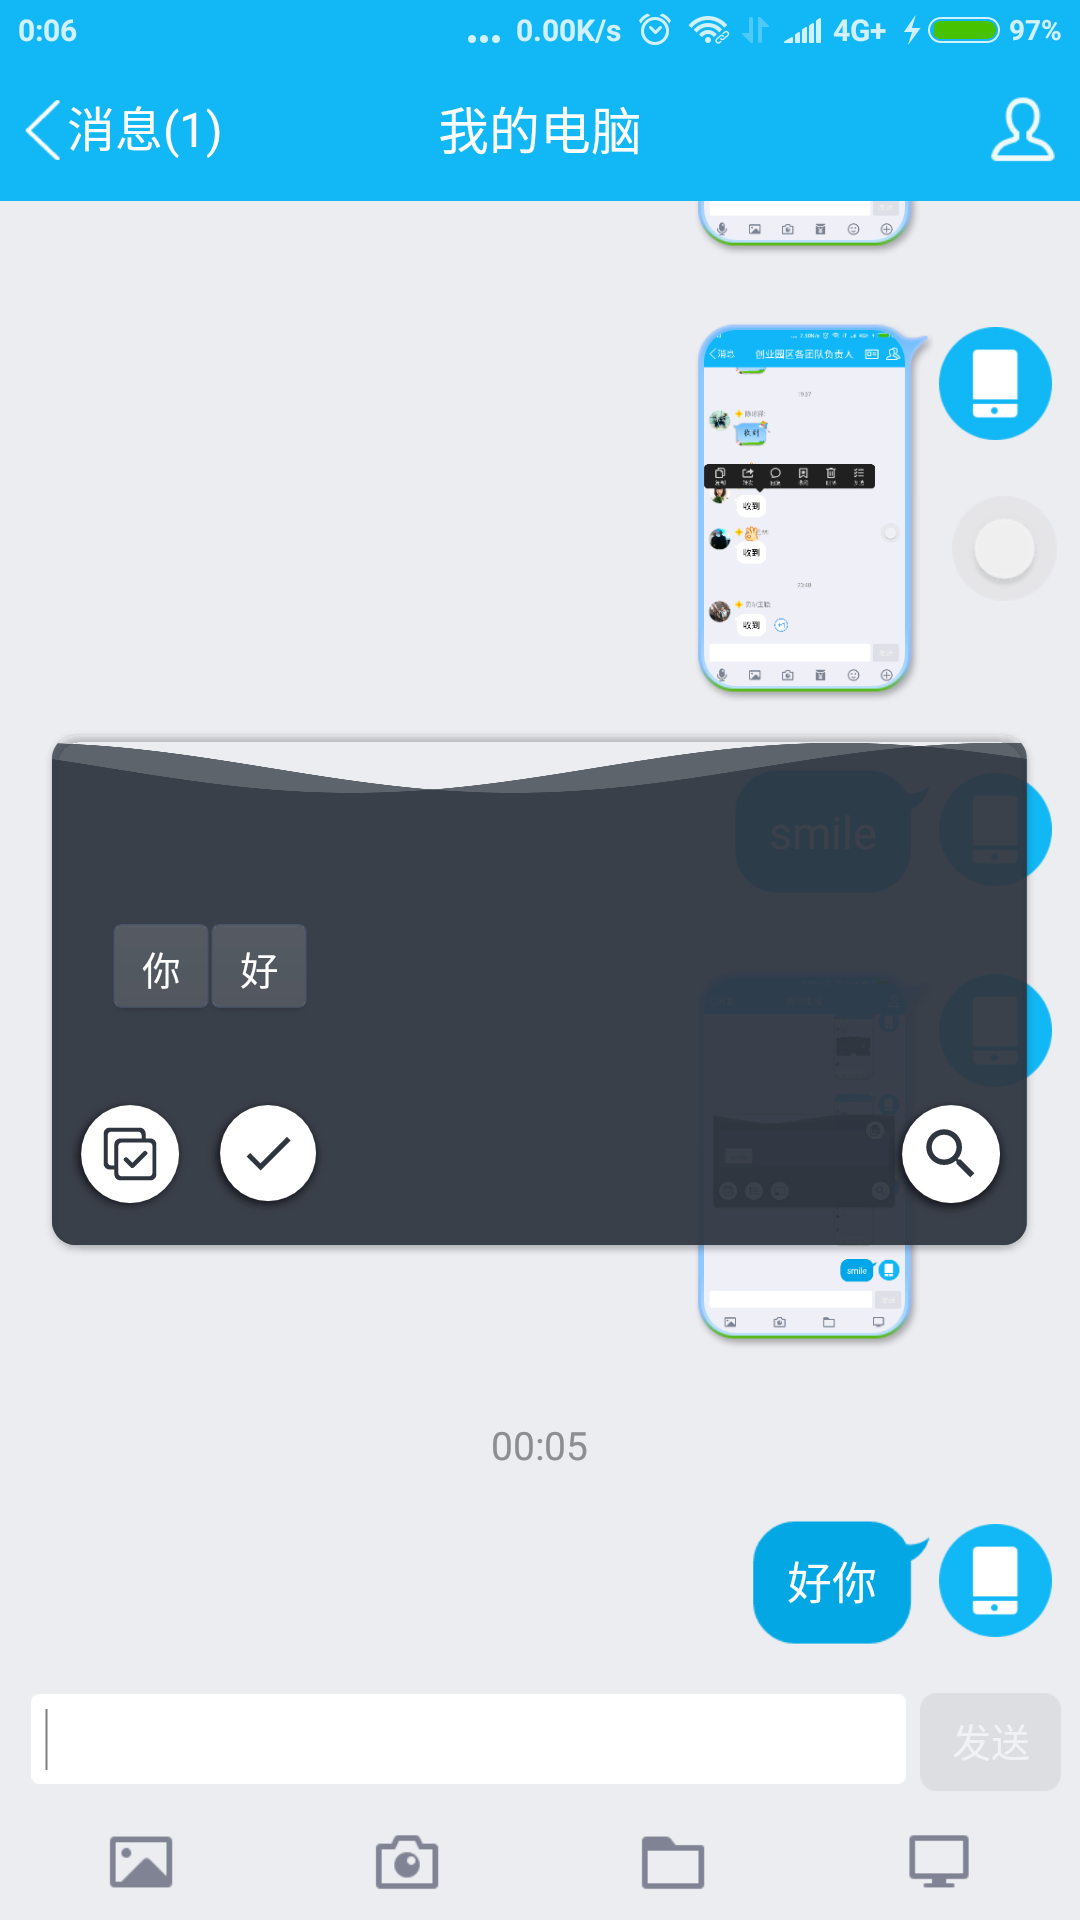 0:06 ... 0.00K/s 4G+ 97%
消息(1) 我的电脑
消息 创业园区各团队负责人
收到
收到
收到
收到
smile
你 好
smile
00:05
好你
发送